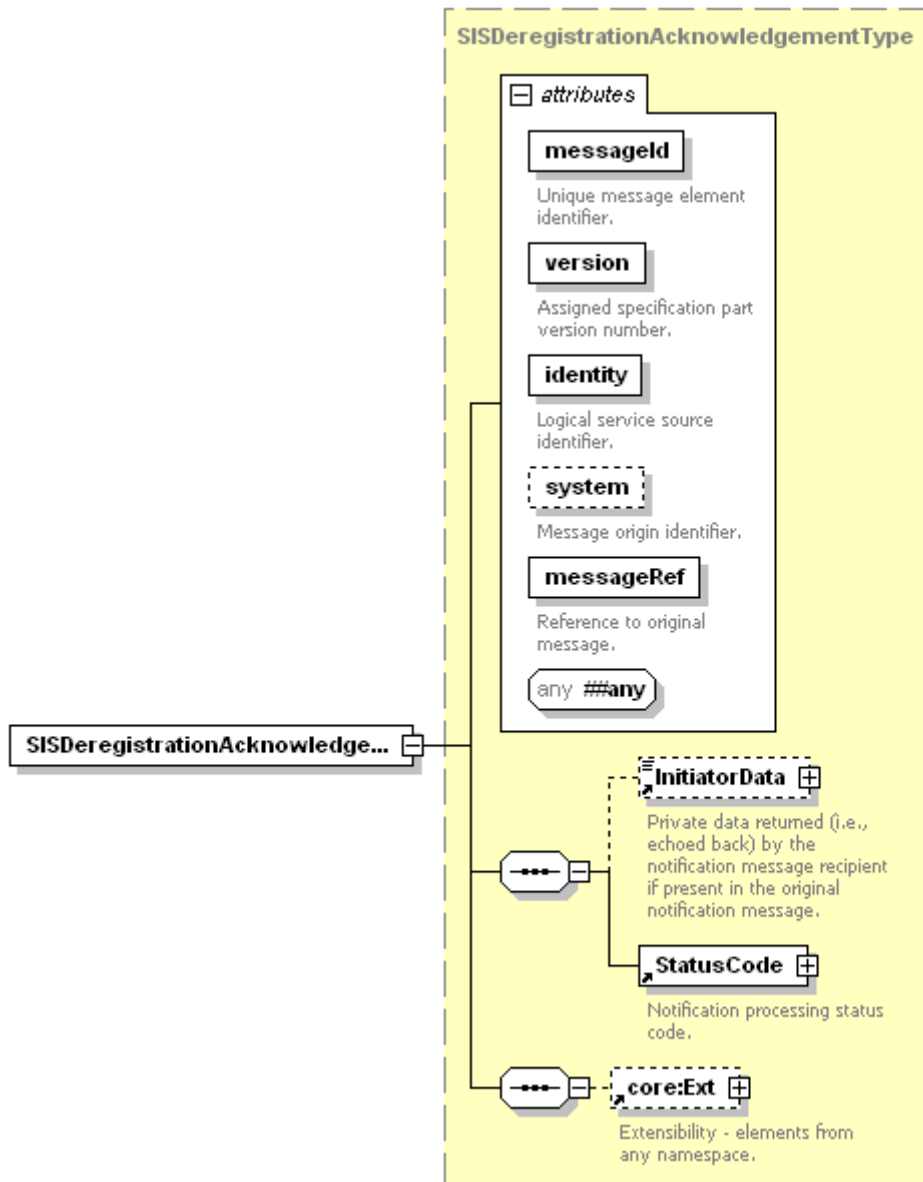 SISDeregistrationAcknowledgementType
attributes
messageId
Unique message element
identifier.
version
Assigned specification part
version number.
identity
Logical service source
identifier.
system
Message origin identifier.
messageRef
Reference to original
message.
any ##any
SISDeregistrationAcknowledge...
InitiatorData
Private data returned (i.e.,
echoed back) by the
notification message recipient
if present in the original
notification message.
StatusCode
Notification processing status
code.
core:Ext
Extensibility - elements from
any namespace.